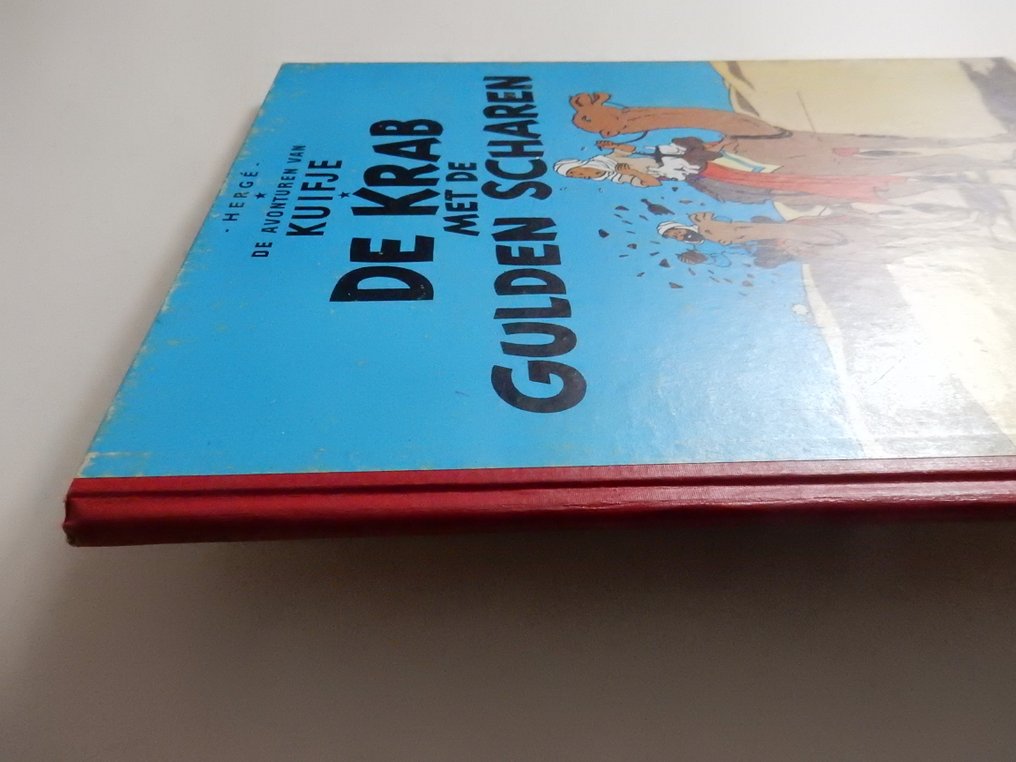 - HERGÉ -
★
DE AVONTUREN VAN
KUIFJE
★
DE KRAB
MET DE
GULDEN SCHAREN